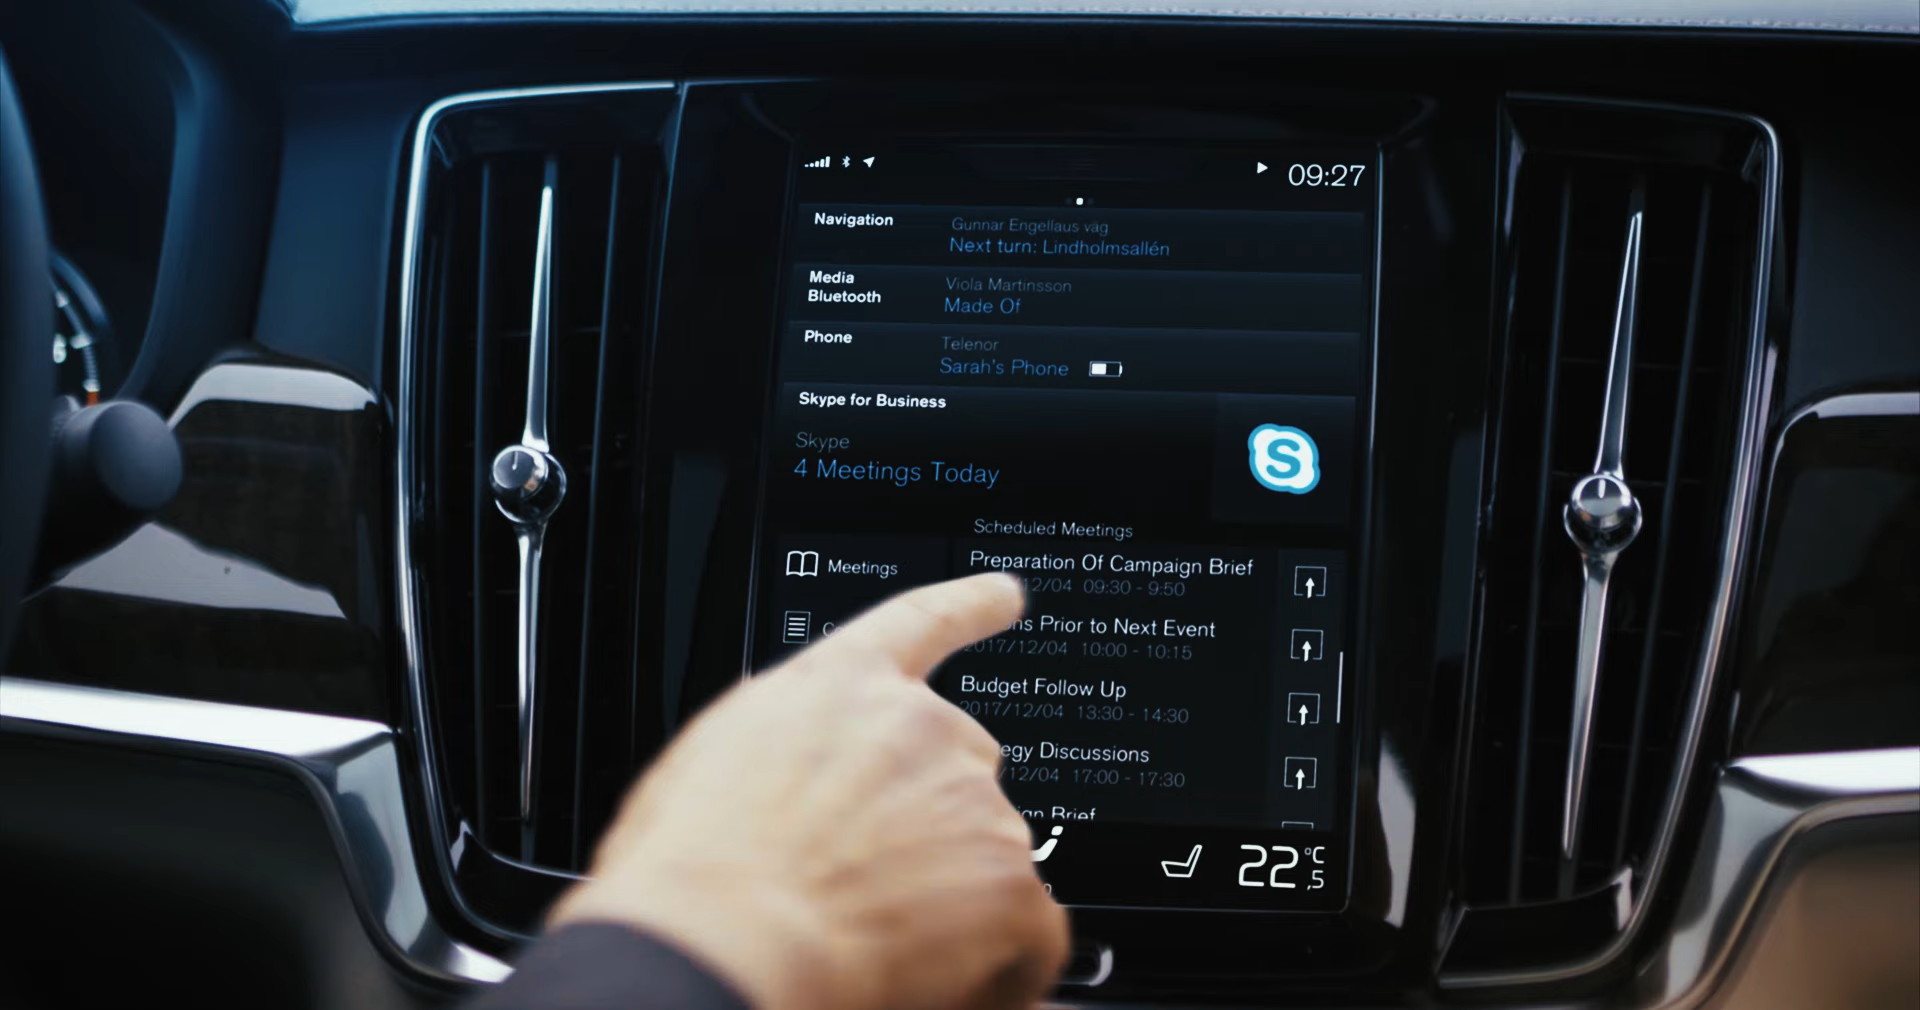 09:27
Navigation
Gunnar Engellaus väg
Next turn: Lindholmsallén
Media
Bluetooth
Viola Martinsson
Made Of
Phone
Telenor
Sarah's Phone
Skype for Business
Skype
4 Meetings Today
S
Scheduled Meetings
Meetings
Preparation Of Campaign Brief
12/04 09:30 - 9:50
Prior to Next Event
2017/12/04 10:00 - 10:15
Budget Follow Up
2017/12/04 13:30 - 14:30
Discussions
/12/04 17:00 - 17:30
Brief
22,5 °C